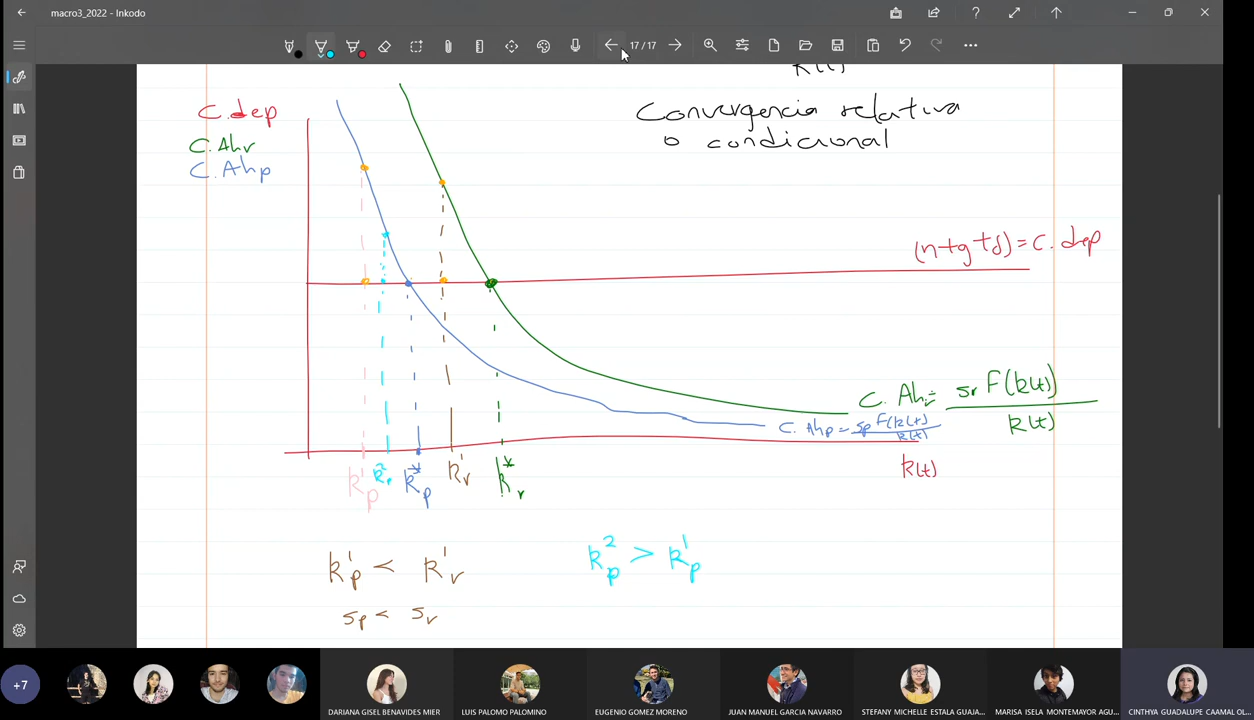 macro3_2022 - Inkodo
17/17
k(t)
Convergencia relativa
o condicional
C.dep
C.Ahr
C.Ahp
(n+g+δ)=C.dep
C. Ahr= sr F(k(t))
k(t)
C. Ahp = sp F(k(t))
k(t)
k(t)
k¹p
k²p
k*p
k¹r
k*r
k¹p < k¹r
k²p > k¹p
sp < sr
+7
DARIANA GISEL BENAVIDES MIER
LUIS PALOMO PALOMINO
EUGENIO GOMEZ MORENO
JUAN MANUEL GARCIA NAVARRO
STEFANY MICHELLE ESTALA GUAJA...
MARISA ISELA MONTEMAYOR AGU...
CINTHYA GUADALUPE CAAMAL OL...